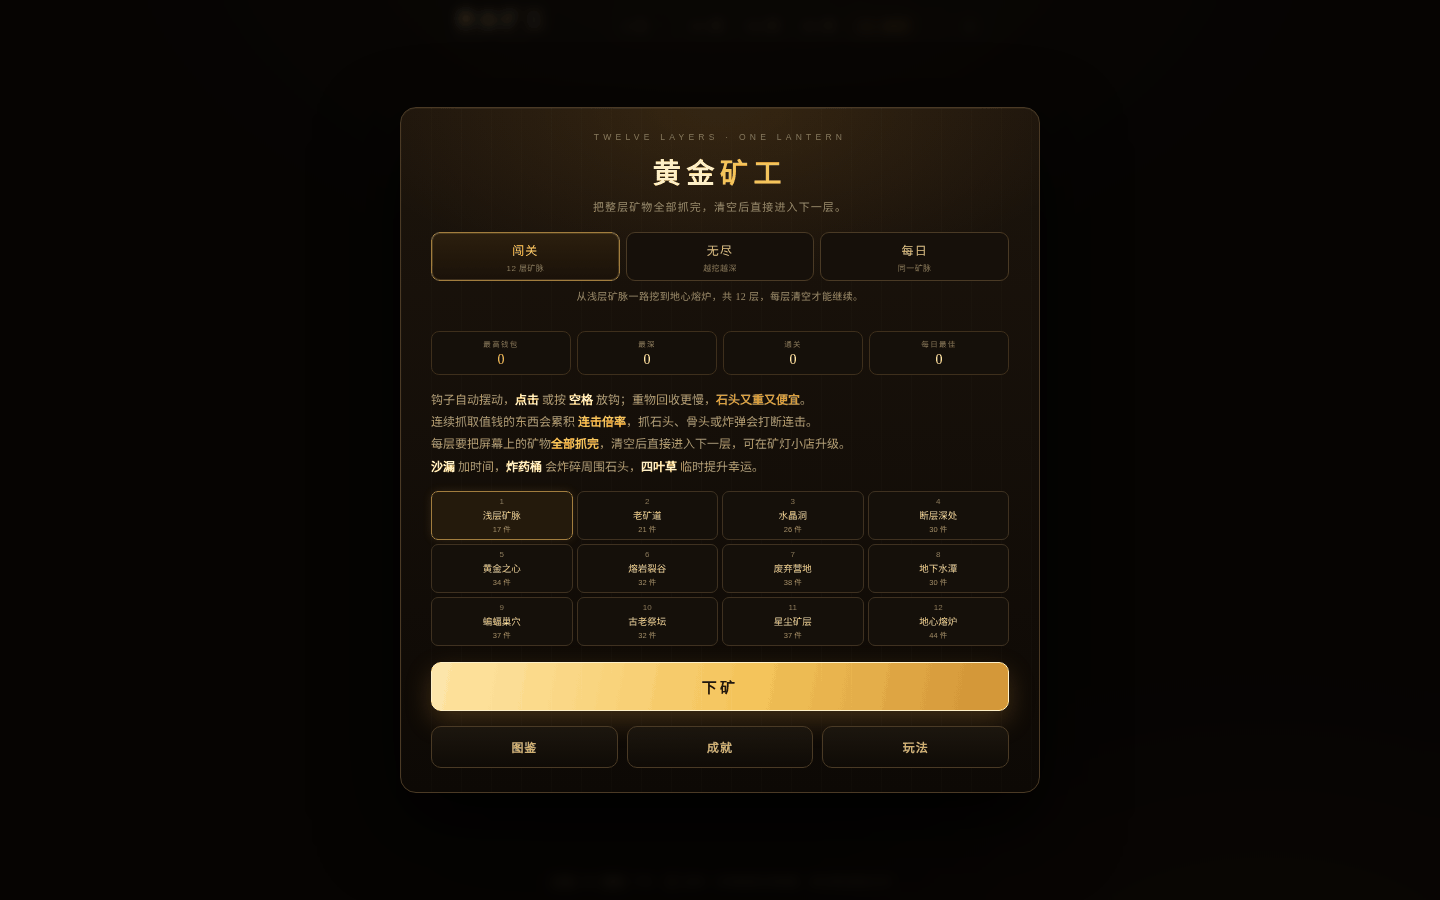 TWELVE LAYERS · ONE LANTERN
黄金矿工
把整层矿物全部抓完，清空后直接进入下一层。
闯关 无尽 每日
12 层矿脉 越挖越深 同一矿脉
从浅层矿脉一路挖到地心熔炉，共 12 层，每层清空才能继续。
最高钱包 最深 通关 每日最佳
0 0 0 0
钩子自动摆动，点击 或按 空格 放钩；重物回收更慢，石头又重又便宜。
连续抓取值钱的东西会累积 连击倍率，抓石头、骨头或炸弹会打断连击。
每层要把屏幕上的矿物全部抓完，清空后直接进入下一层，可在矿灯小店升级。
沙漏 加时间，炸药桶 会炸碎周围石头，四叶草 临时提升幸运。
1 2 3 4
浅层矿脉 老矿道 水晶洞 断层深处
17 件 21 件 26 件 30 件
5 6 7 8
黄金之心 熔岩裂谷 废弃营地 地下水潭
34 件 32 件 38 件 30 件
9 10 11 12
蝙蝠巢穴 古老祭坛 星尘矿层 地心熔炉
37 件 32 件 37 件 44 件
下矿
图鉴 成就 玩法